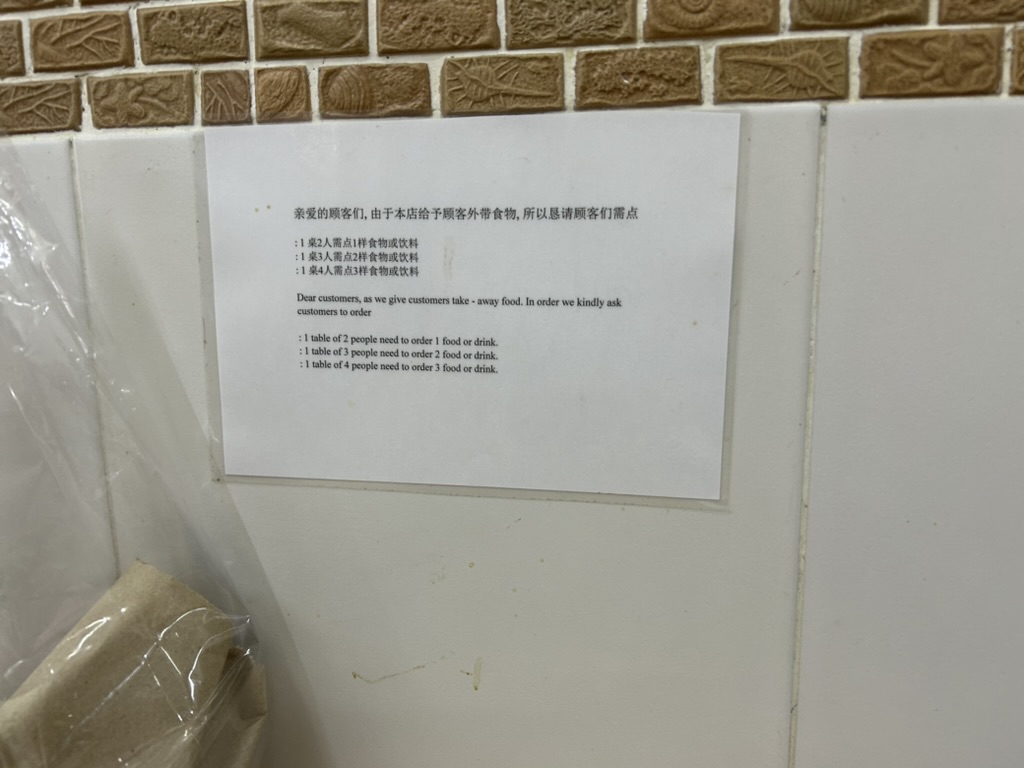 亲爱的顾客们, 由于本店给予顾客外带食物, 所以恳请顾客们需点
: 1 桌2人需点1样食物或饮料
: 1 桌3人需点2样食物或饮料
: 1 桌4人需点3样食物或饮料
Dear customers, as we give customers take - away food. In order we kindly ask
customers to order
: 1 table of 2 people need to order 1 food or drink.
: 1 table of 3 people need to order 2 food or drink.
: 1 table of 4 people need to order 3 food or drink.